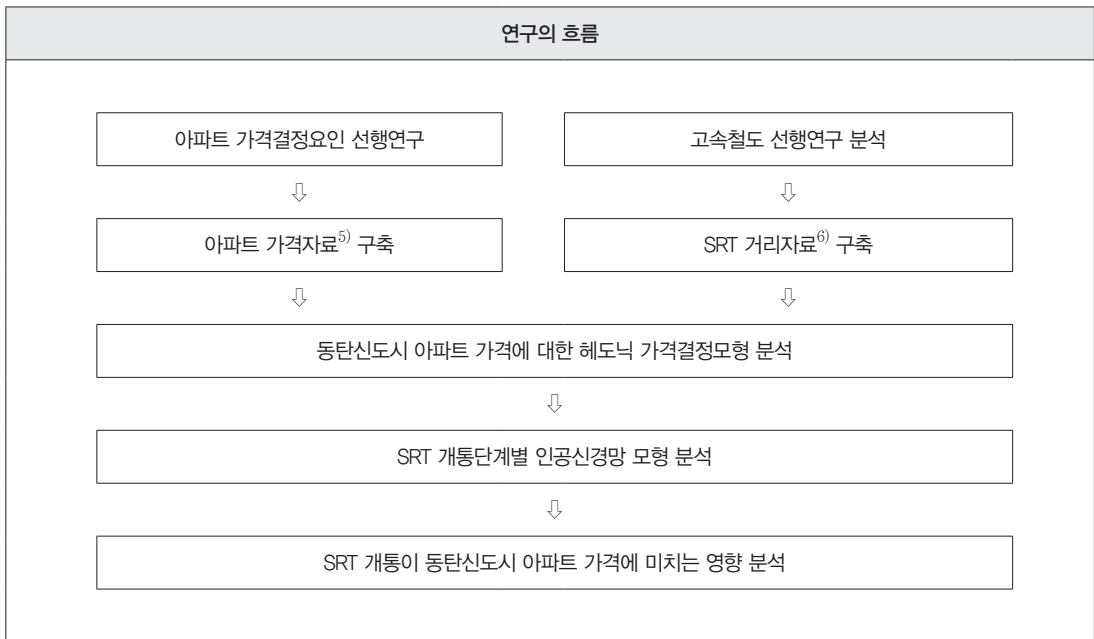 연구의 흐름
아파트 가격결정요인 선행연구
고속철도 선행연구 분석
⇩
⇩
아파트 가격자료5) 구축
SRT 거리자료6) 구축
⇩
⇩
동탄신도시 아파트 가격에 대한 헤도닉 가격결정모형 분석
⇩
SRT 개통단계별 인공신경망 모형 분석
⇩
SRT 개통이 동탄신도시 아파트 가격에 미치는 영향 분석